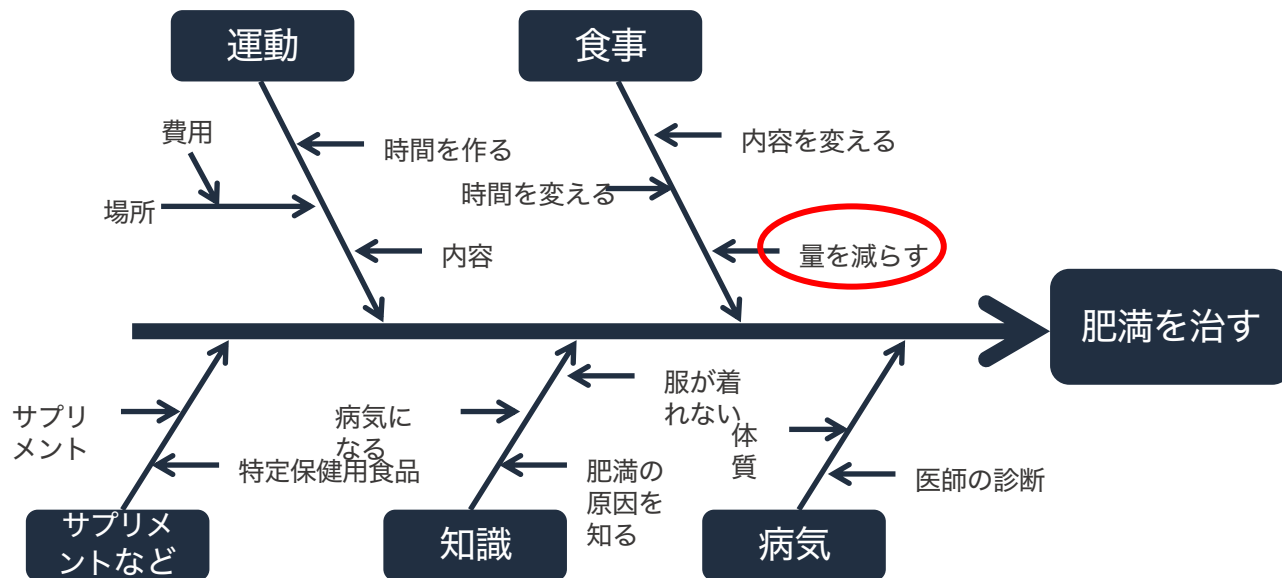 運動
食事
費用
時間を作る
内容を変える
時間を変える
場所
内容
量を減らす
肥満を治す
サプリ
メント
特定保健用食品
病気に
なる
服が着
れない
肥満の
原因を
知る
体
質
医師の診断
サプリメ
ントなど
知識
病気